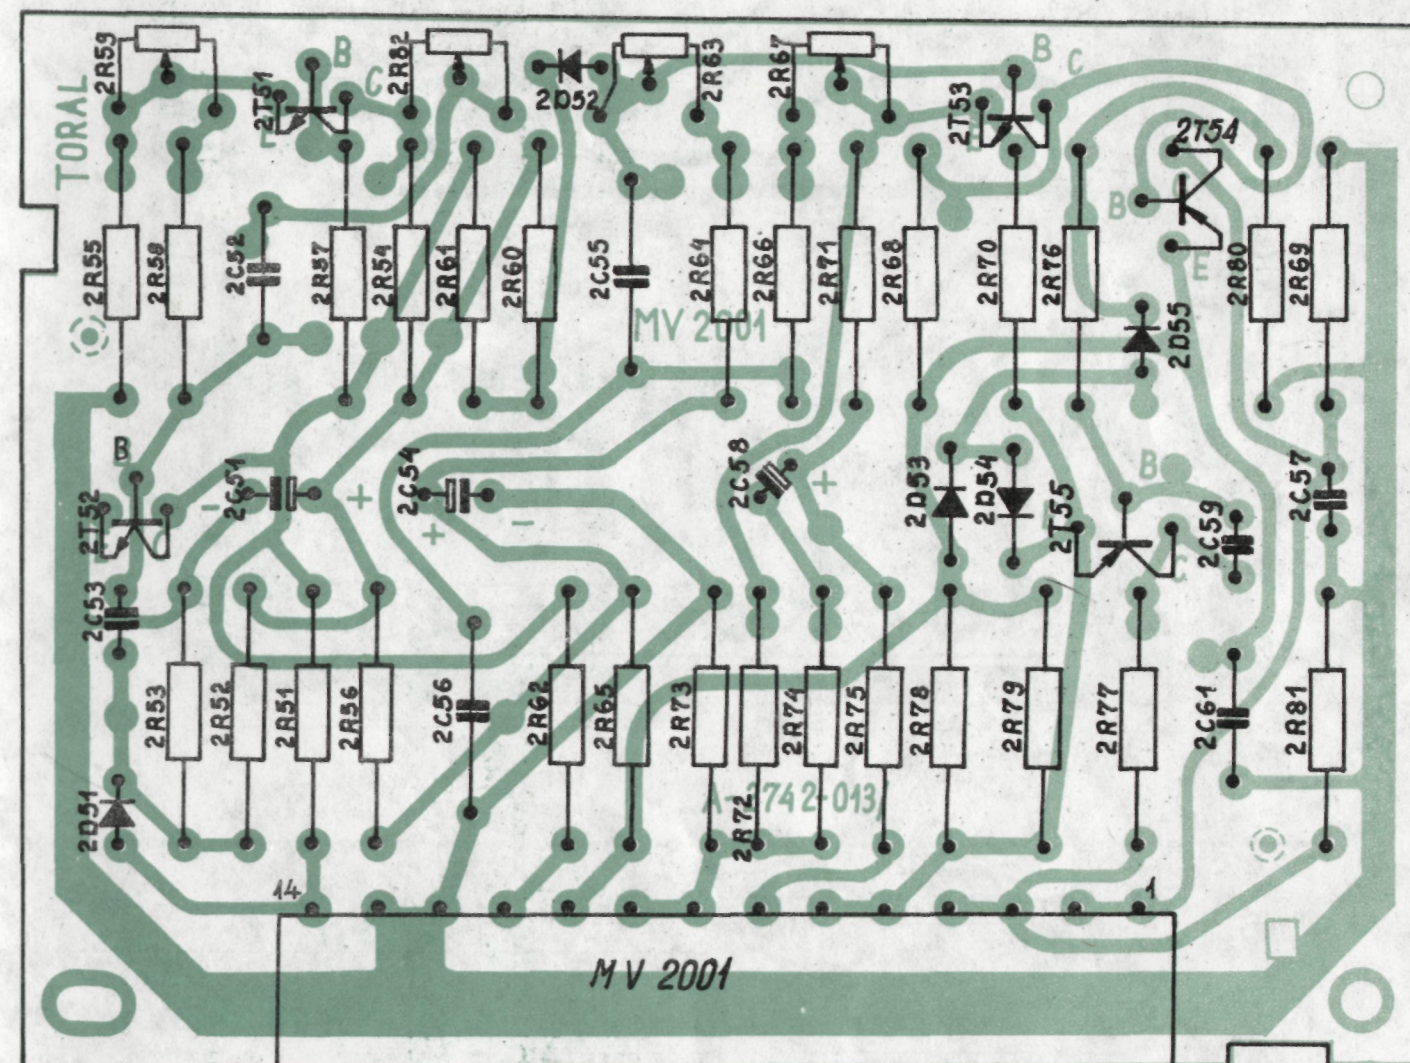 2R59
2T51
B
C
E
2R82
2D52
2R63
2R67
2T53
B
C
E
2T54
C
B
E
TORAL
2R55
2R58
2C52
2R57
2R54
2R61
2R60
2C55
2R64
2R66
2R71
2R68
2R70
2R76
2D55
2R80
2R69
MV 2001
B
2T52
-
2C51
+
2C54
+
-
2C58
+
2D53
2D54
2T55
B
C
2C59
2C57
2C53
2R53
2R52
2R51
2R56
2C56
2R62
2R65
2R73
2R72
2R74
2R75
2R78
2R79
2R77
2C61
2R81
2D51
A-2742-013/
14
1
MV 2001